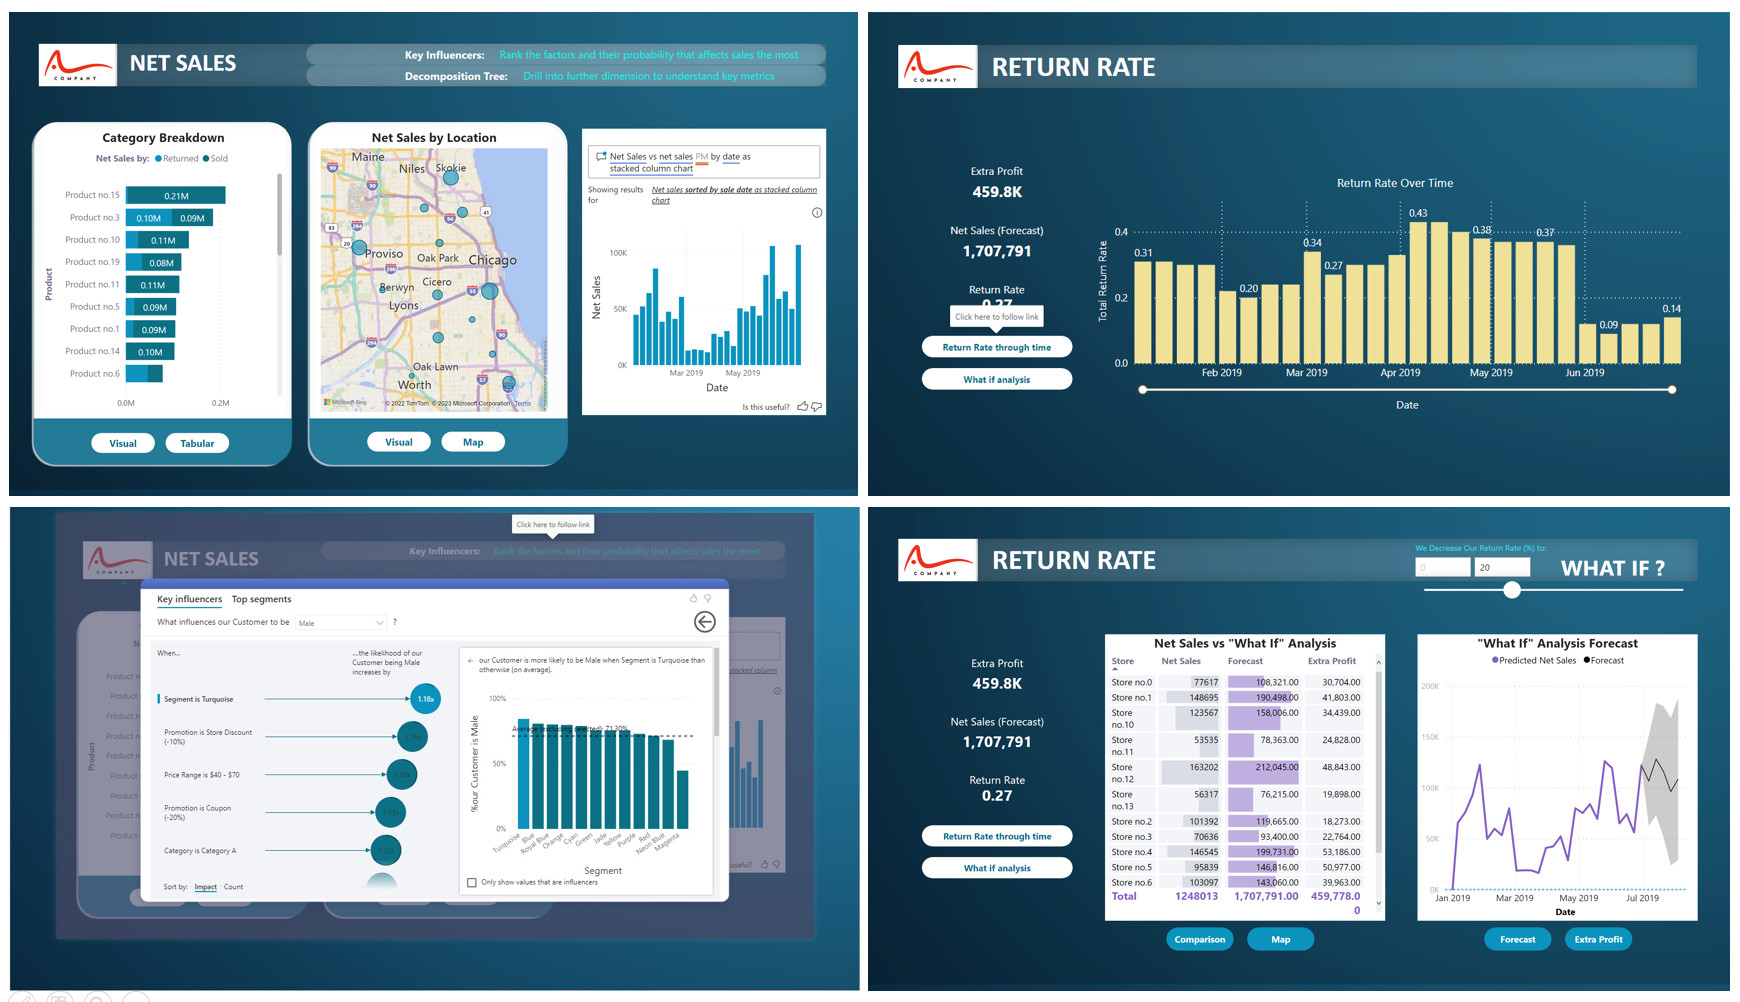 COMPANY
NET SALES
Key Influencers: Rank the factors and their probability that affects sales the most
Decomposition Tree: Drill into further dimension to understand key metrics
Category Breakdown
Net Sales by: Returned Sold
Product
Product no.15 0.21M
Product no.3 0.10M 0.09M
Product no.10 0.11M
Product no.19 0.08M
Product no.11 0.11M
Product no.5 0.09M
Product no.1 0.09M
Product no.14 0.10M
Product no.6
0.0M 0.2M
Visual Tabular
Net Sales by Location
Maine
Niles Skokie
Proviso Oak Park Chicago
Berwyn Cicero
Lyons
Oak Lawn
Worth
Microsoft Bing © 2022 TomTom, © 2023 Microsoft Corporation Terms
Visual Map
Net Sales vs net sales PM by date as
stacked column chart
Showing results Net sales sorted by sale date as stacked column
for chart
Net Sales
100K
50K
0K
Mar 2019 May 2019
Date
Is this useful?
COMPANY
RETURN RATE
Extra Profit
459.8K
Net Sales (Forecast)
1,707,791
Return Rate
0.27
Click here to follow link
Return Rate through time
What if analysis
Return Rate Over Time
Total Return Rate
0.4
0.2
0.0
0.31 0.20 0.34 0.27 0.43 0.38 0.37 0.09 0.14
Feb 2019 Mar 2019 Apr 2019 May 2019 Jun 2019
Date
Click here to follow link
COMPANY
NET SALES
Key Influencers: Rank the factors and their probability that affects sales the most
Key influencers Top segments
What influences our Customer to be Male ?
When...
....the likelihood of our
Customer being Male
increases by
Segment is Turquoise 1.18x
Promotion is Store Discount
(-10%)
Price Range is $40 - $70
Promotion is Coupon
(-20%)
Category is Category A
Sort by: Impact Count
our Customer is more likely to be Male when Segment is Turquoise than
otherwise (on average).
%our Customer is Male
100%
50%
0%
Average (excluding selected): 71.30%
Turquoise Blue Royal Blue Orange Cyan Green Jade Yellow Purple Red Neon Blue Magenta
Segment
Only show values that are influencers
stacked column
useful?
Product
COMPANY
RETURN RATE
We Decrease Our Return Rate (%) to:
0 20
WHAT IF ?
Extra Profit
459.8K
Net Sales (Forecast)
1,707,791
Return Rate
0.27
Return Rate through time
What if analysis
Net Sales vs "What If" Analysis
Store Net Sales Forecast Extra Profit
Store no.0 77617 108,321.00 30,704.00
Store no.1 148695 190,498.00 41,803.00
Store no.10 123567 158,006.00 34,439.00
Store no.11 53535 78,363.00 24,828.00
Store no.12 163202 212,045.00 48,843.00
Store no.13 56317 76,215.00 19,898.00
Store no.2 101392 119,665.00 18,273.00
Store no.3 70636 93,400.00 22,764.00
Store no.4 146545 199,731.00 53,186.00
Store no.5 95839 146,816.00 50,977.00
Store no.6 103097 143,060.00 39,963.00
Total 1248013 1,707,791.00 459,778.00
Comparison Map
"What If" Analysis Forecast
Predicted Net Sales Forecast
200K
150K
100K
50K
0K
Jan 2019 Mar 2019 May 2019 Jul 2019
Date
Forecast Extra Profit